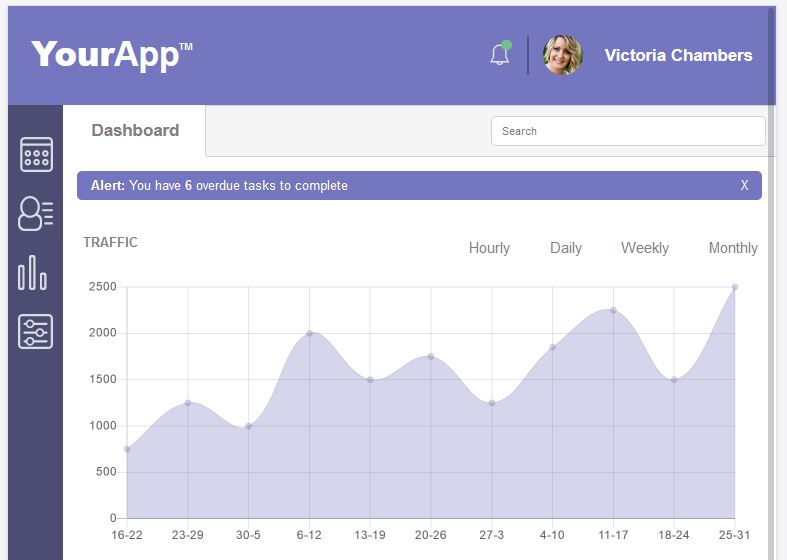 YourApp™
Victoria Chambers
Dashboard
Search
Alert: You have 6 overdue tasks to complete X
TRAFFIC
Hourly Daily Weekly Monthly
2500
2000
1500
1000
500
0
16-22 23-29 30-5 6-12 13-19 20-26 27-3 4-10 11-17 18-24 25-31